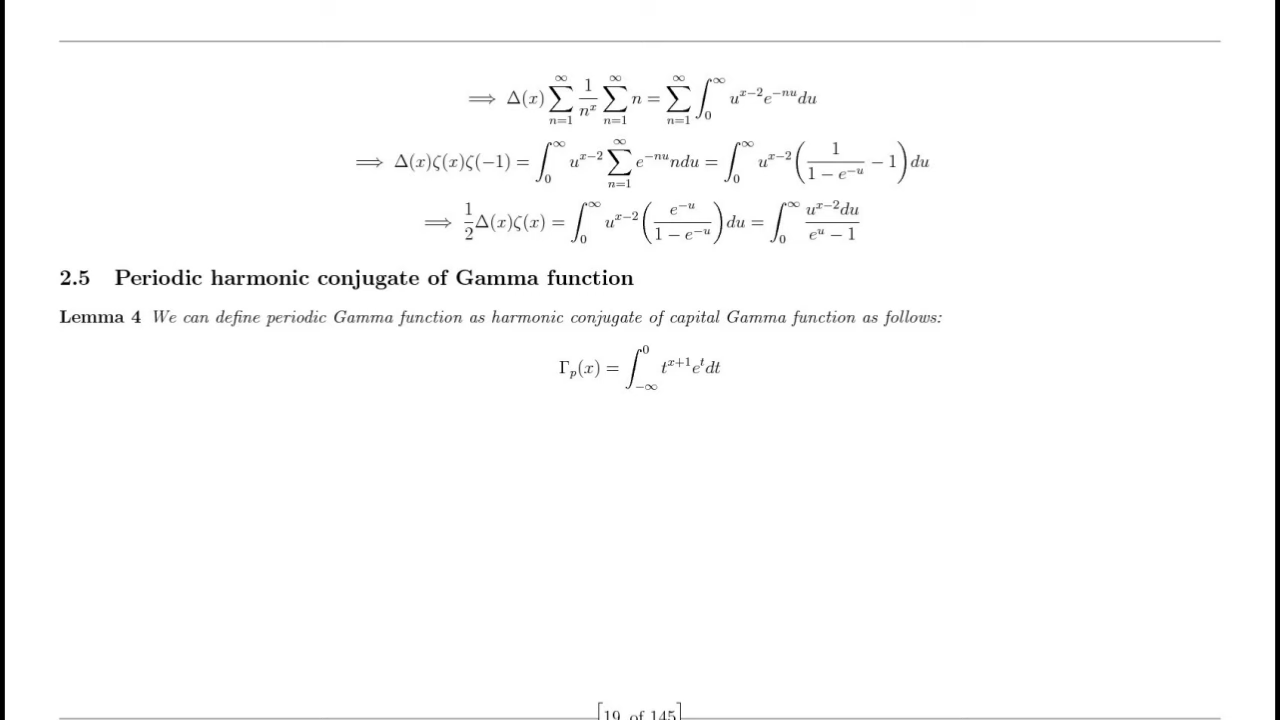 ⟹ Δ(x) ∑_{n=1}^{∞} 1/n^x ∑_{n=1}^{∞} n = ∑_{n=1}^{∞} ∫_0^∞ u^{x−2}e^{−nu}du
⟹ Δ(x)ζ(x)ζ(−1) = ∫_0^∞ u^{x−2} ∑_{n=1}^{∞} e^{−nu}ndu = ∫_0^∞ u^{x−2} (1/(1 − e^{−u}) − 1) du
⟹ 1/2 Δ(x)ζ(x) = ∫_0^∞ u^{x−2} (e^{−u}/(1 − e^{−u})) du = ∫_0^∞ u^{x−2}du/(e^u − 1)
2.5 Periodic harmonic conjugate of Gamma function
Lemma 4 We can define periodic Gamma function as harmonic conjugate of capital Gamma function as follows:
Γ_p(x) = ∫_{−∞}^0 t^{x+1}e^t dt
⌈19 of 145⌉